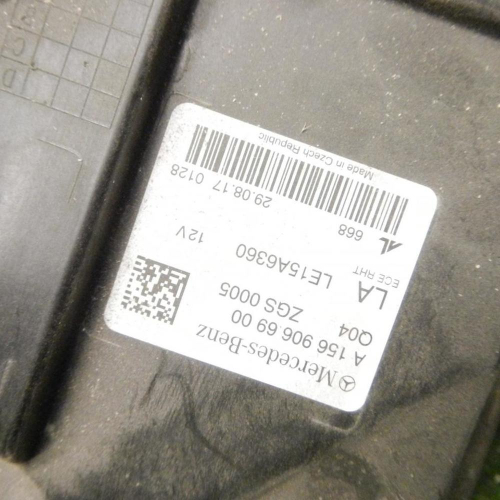 Mercedes-Benz
A 156 906 69 00
Q04 ZGS 0005
LA LE15A6360 12V
ECE RHT
AL 668
29.08.17 0128
Made in Czech Republic
D
C
B